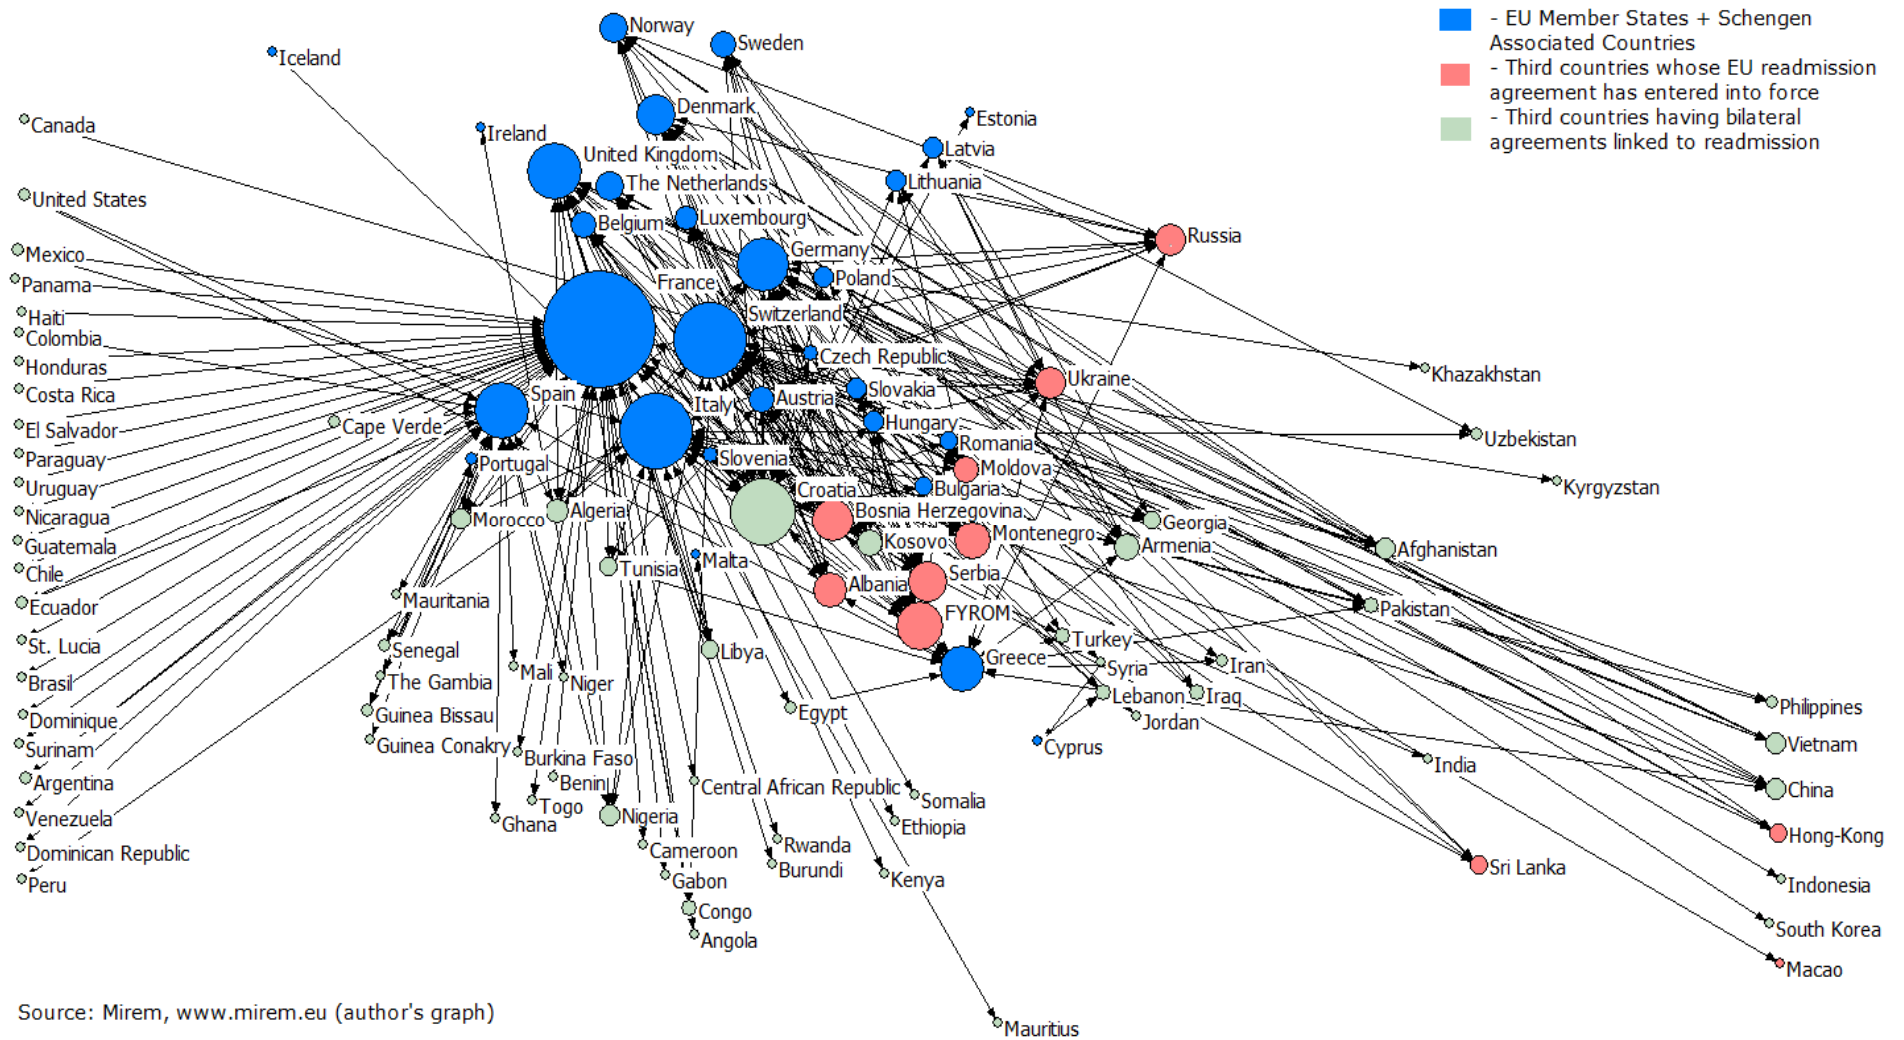 - EU Member States + Schengen
Associated Countries
- Third countries whose EU readmission
agreement has entered into force
- Third countries having bilateral
agreements linked to readmission
Norway
Sweden
Iceland
Denmark
Estonia
Canada
Ireland
Latvia
United Kingdom
The Netherlands
Lithuania
United States
Belgium
Luxembourg
Russia
Germany
Mexico
France
Poland
Panama
Haiti
Switzerland
Colombia
Czech Republic
Honduras
Ukraine
Khazakhstan
Costa Rica
Spain
Italy
Austria
Slovakia
El Salvador
Cape Verde
Hungary
Uzbekistan
Romania
Paraguay
Portugal
Slovenia
Moldova
Uruguay
Croatia
Bulgaria
Kyrgyzstan
Nicaragua
Morocco
Algeria
Bosnia Herzegovina
Georgia
Guatemala
Kosovo
Montenegro
Armenia
Afghanistan
Chile
Tunisia
Malta
Albania
Serbia
Ecuador
Mauritania
FYROM
Pakistan
St. Lucia
Senegal
Libya
Greece
Turkey
Syria
Iran
Brasil
The Gambia
Mali
Niger
Lebanon
Iraq
Philippines
Dominique
Guinea Bissau
Egypt
Jordan
Surinam
Guinea Conakry
Cyprus
Vietnam
Burkina Faso
India
Argentina
Benin
Central African Republic
China
Venezuela
Togo
Ghana
Nigeria
Somalia
Ethiopia
Hong-Kong
Dominican Republic
Cameroon
Rwanda
Burundi
Sri Lanka
Peru
Gabon
Kenya
Indonesia
Congo
South Korea
Angola
Macao
Source: Mirem, www.mirem.eu (author's graph)
Mauritius